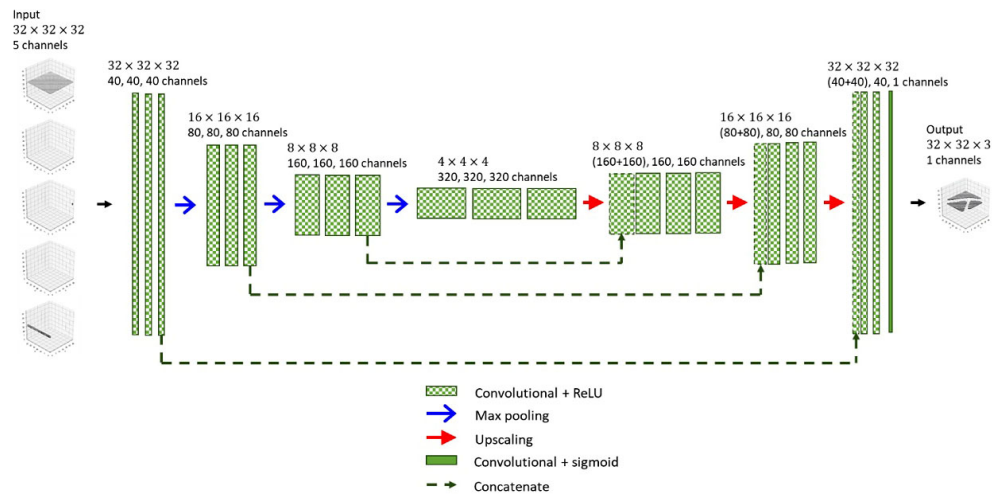 Input
32 × 32 × 32
5 channels
32 × 32 × 32
40, 40, 40 channels
16 × 16 × 16
80, 80, 80 channels
8 × 8 × 8
160, 160, 160 channels
4 × 4 × 4
320, 320, 320 channels
8 × 8 × 8
(160+160), 160, 160 channels
16 × 16 × 16
(80+80), 80, 80 channels
32 × 32 × 32
(40+40), 40, 1 channels
Output
32 × 32 × 3
1 channels
Convolutional + ReLU
Max pooling
Upscaling
Convolutional + sigmoid
Concatenate